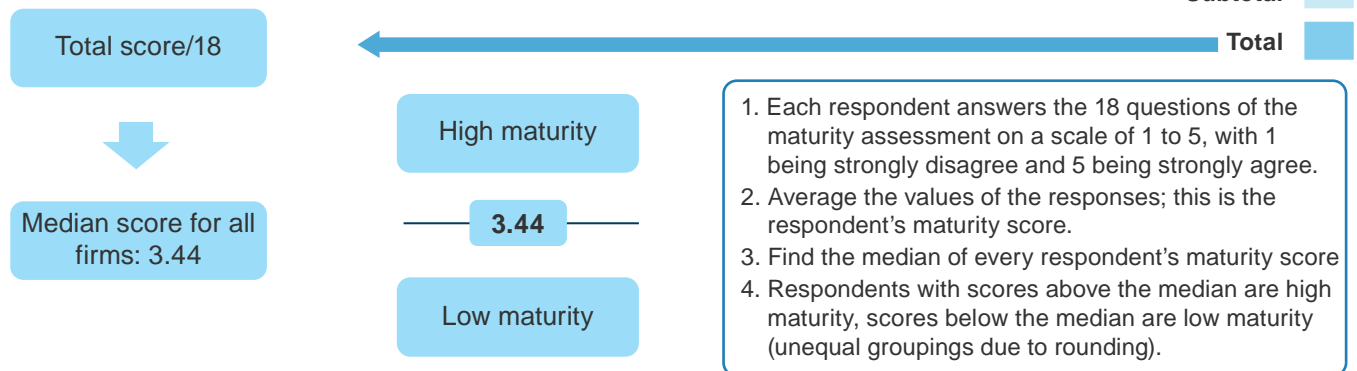 Total score/18
Total
High maturity
Median score for all
firms: 3.44
3.44
Low maturity
1. Each respondent answers the 18 questions of the
maturity assessment on a scale of 1 to 5, with 1
being strongly disagree and 5 being strongly agree.
2. Average the values of the responses; this is the
respondent’s maturity score.
3. Find the median of every respondent’s maturity score
4. Respondents with scores above the median are high
maturity, scores below the median are low maturity
(unequal groupings due to rounding).